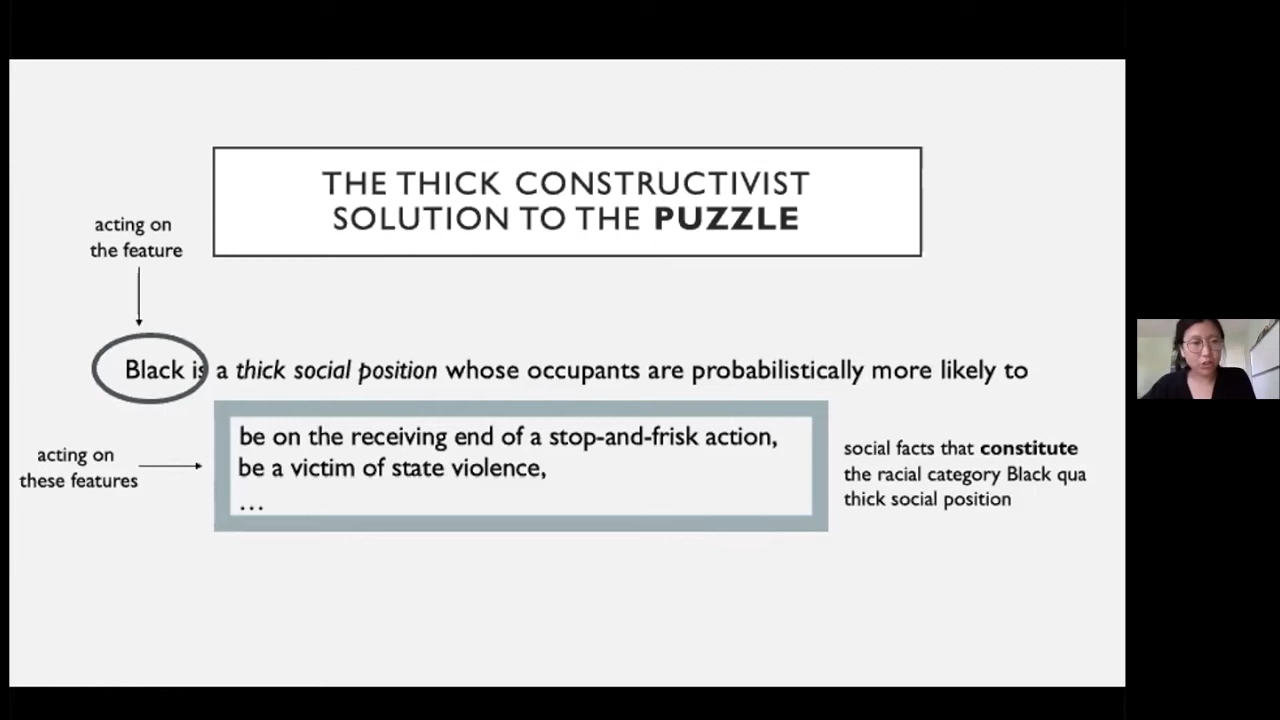 THE THICK CONSTRUCTIVIST
SOLUTION TO THE PUZZLE
acting on
the feature
Black is a thick social position whose occupants are probabilistically more likely to
acting on
these features
be on the receiving end of a stop-and-frisk action,
be a victim of state violence,
...
social facts that constitute
the racial category Black qua
thick social position